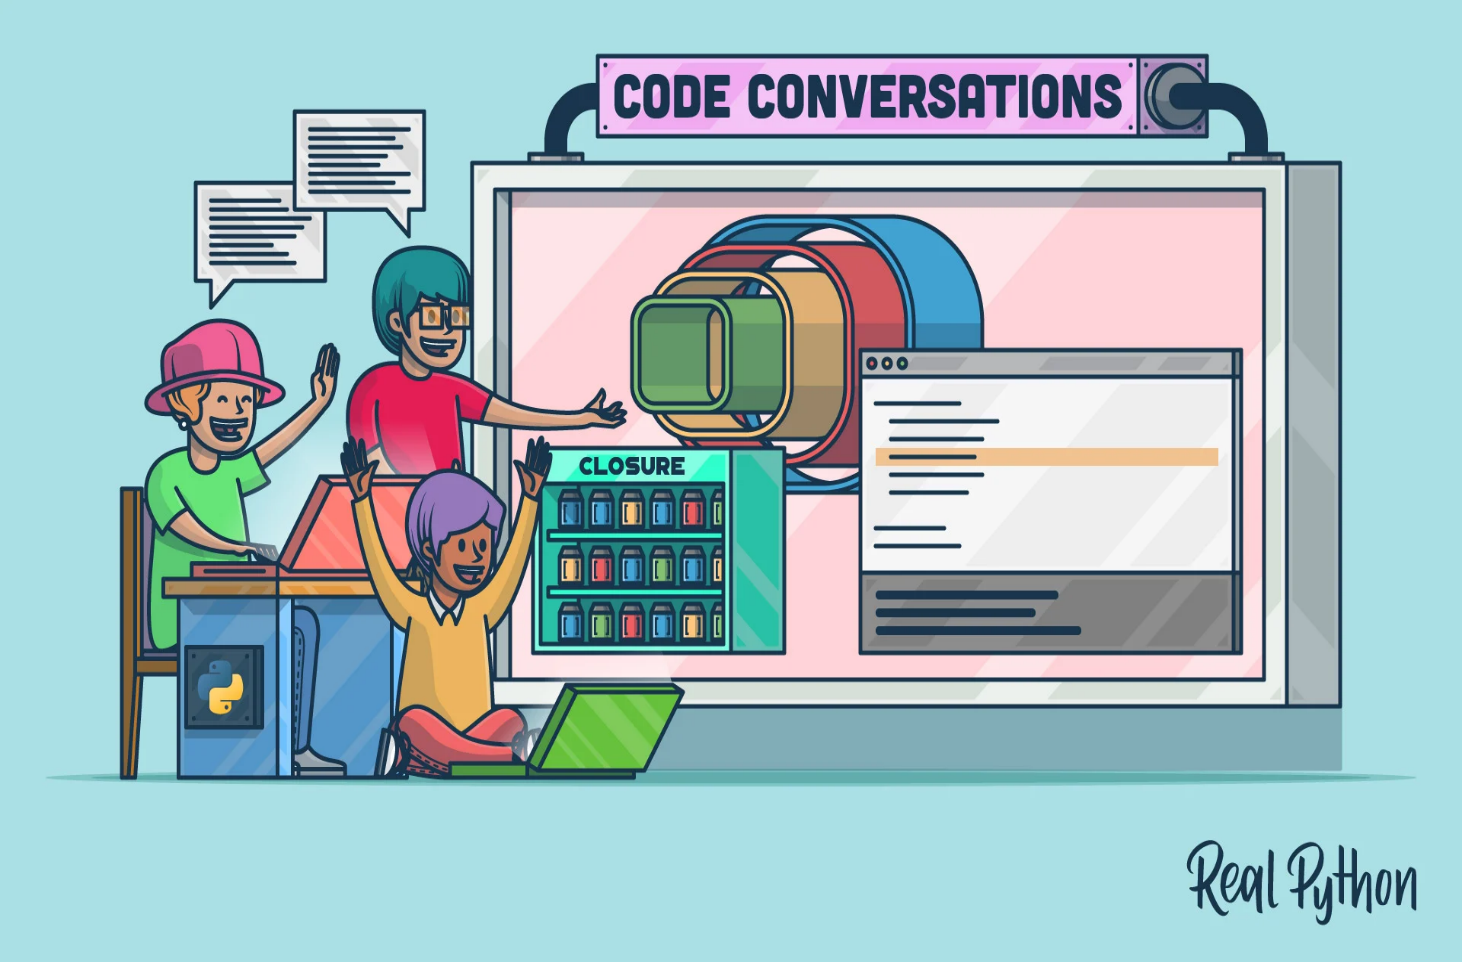 CODE CONVERSATIONS
CLOSURE
Real Python